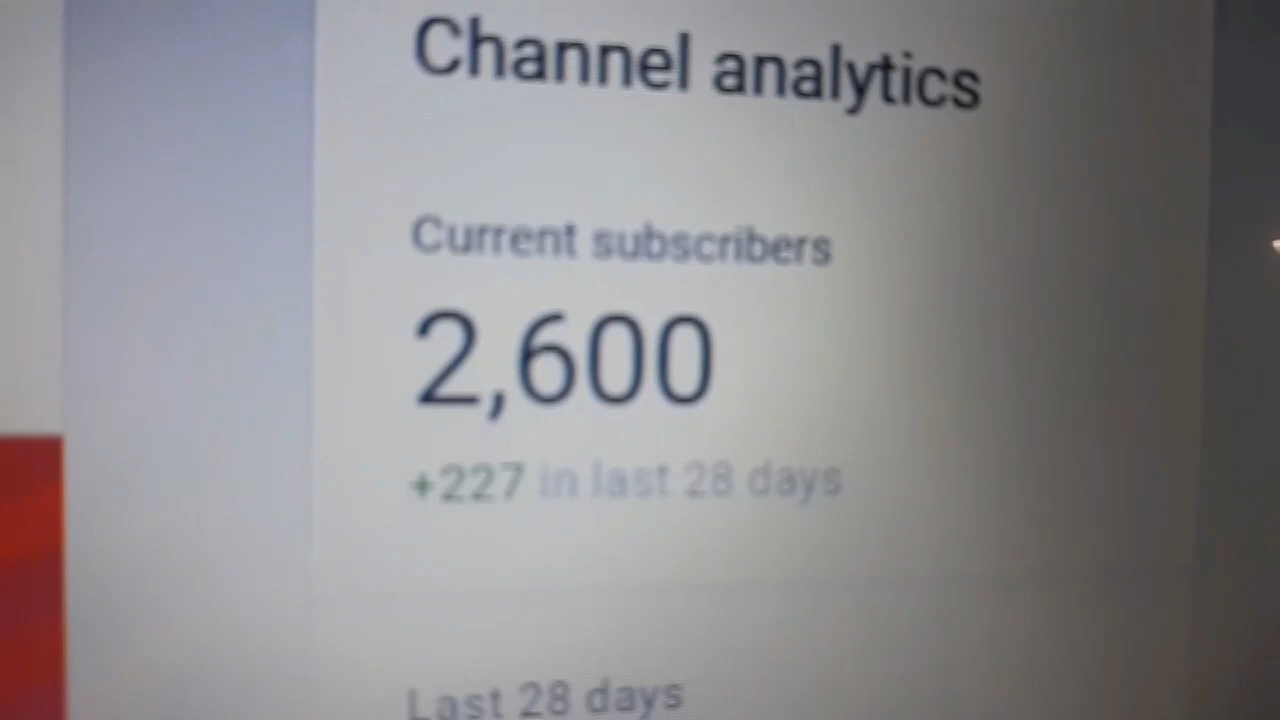 Channel analytics
Current subscribers
2,600
+227 in last 28 days
Last 28 days